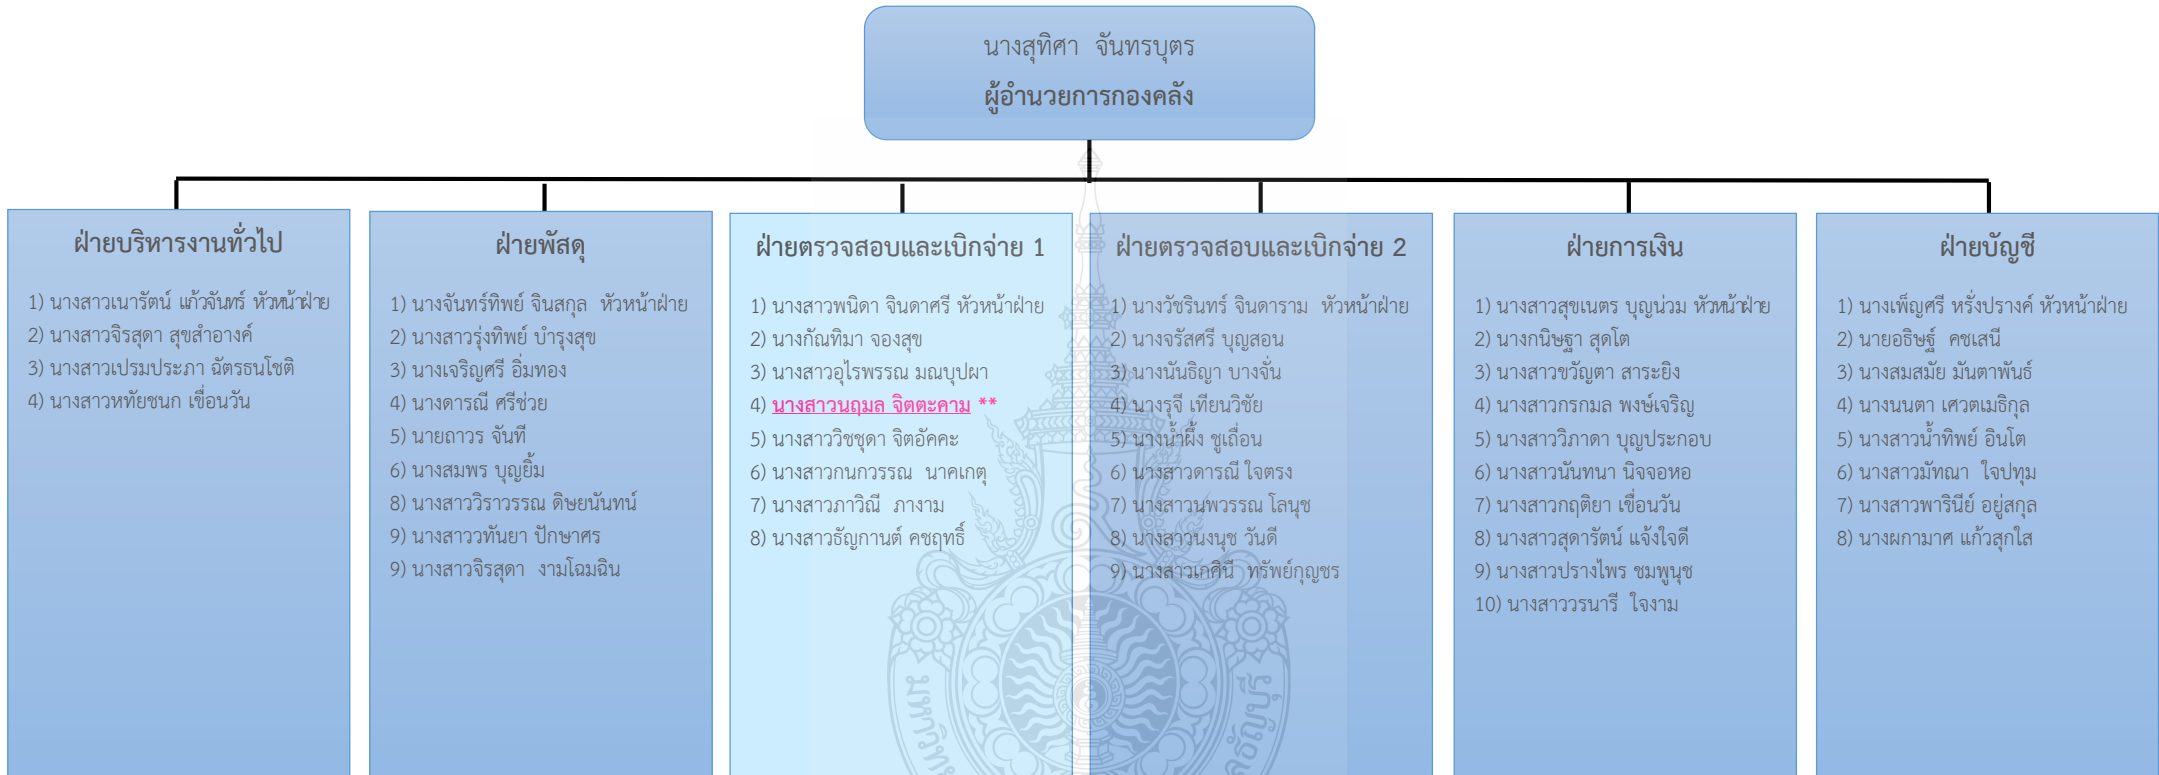 นางสุทิศา จันทรบุตร
ผู้อำนวยการกองคลัง
ฝ่ายบริหารงานทั่วไป
1) นางสาวเนารัตน์ แก้วจันทร์ หัวหน้าฝ่าย
2) นางสาวจิรสุดา สุขสำอางค์
3) นางสาวเปรมประภา ฉัตรธนโชติ
4) นางสาวหทัยชนก เขื่อนวัน
ฝ่ายพัสดุ
1) นางจันทร์ทิพย์ จินสกุล หัวหน้าฝ่าย
2) นางสาวรุ่งทิพย์ บำรุงสุข
3) นางเจริญศรี อิ่มทอง
4) นางดารณี ศรีช่วย
5) นายถาวร จันที
6) นางสมพร บุญยิ้ม
8) นางสาววิราวรรณ ดิษยนันทน์
9) นางสาววทันยา ปักษาศร
9) นางสาวจิรสุดา งามโฉมฉิน
ฝ่ายตรวจสอบและเบิกจ่าย 1
1) นางสาวพนิดา จินดาศรี หัวหน้าฝ่าย
2) นางกัณทิมา จองสุข
3) นางสาวอุไรพรรณ มณบุปผา
4) นางสาวนฤมล จิตตะคาม **
5) นางสาววิชชุดา จิตอัคคะ
6) นางสาวกนกวรรณ นาคเกตุ
7) นางสาวภาวิณี ภางาม
8) นางสาวธัญกานต์ คชฤทธิ์
ฝ่ายตรวจสอบและเบิกจ่าย 2
1) นางวัชรินทร์ จินดาราม หัวหน้าฝ่าย
2) นางจรัสศรี บุญสอน
3) นางนันธิญา บางจั่น
4) นางรุจี เทียนวิชัย
5) นางน้ำผึ้ง ชูเถื่อน
6) นางสาวดารณี ใจตรง
7) นางสาวนพวรรณ โลนุช
8) นางสาวนงนุช วันดี
9) นางสาวเกศินี ทรัพย์กุญชร
ฝ่ายการเงิน
1) นางสาวสุขเนตร บุญน่วม หัวหน้าฝ่าย
2) นางกนิษฐา สุดโต
3) นางสาวขวัญตา สาระยิง
4) นางสาวกรกมล พงษ์เจริญ
5) นางสาววิภาดา บุญประกอบ
6) นางสาวนันทนา นิจจอหอ
7) นางสาวกฤติยา เขื่อนวัน
8) นางสาวสุดารัตน์ แจ้งใจดี
9) นางสาวปรางไพร ชมพูนุช
10) นางสาววรนารี ใจงาม
ฝ่ายบัญชี
1) นางเพ็ญศรี หรั่งปรางค์ หัวหน้าฝ่าย
2) นายอธิษฐ์ คชเสนี
3) นางสมสมัย มันตาพันธ์
4) นางนนตา เศวตเมธิกุล
5) นางสาวน้ำทิพย์ อินโต
6) นางสาวมัทณา ใจปทุม
7) นางสาวพารินีย์ อยู่สกุล
8) นางผกามาศ แก้วสุกใส